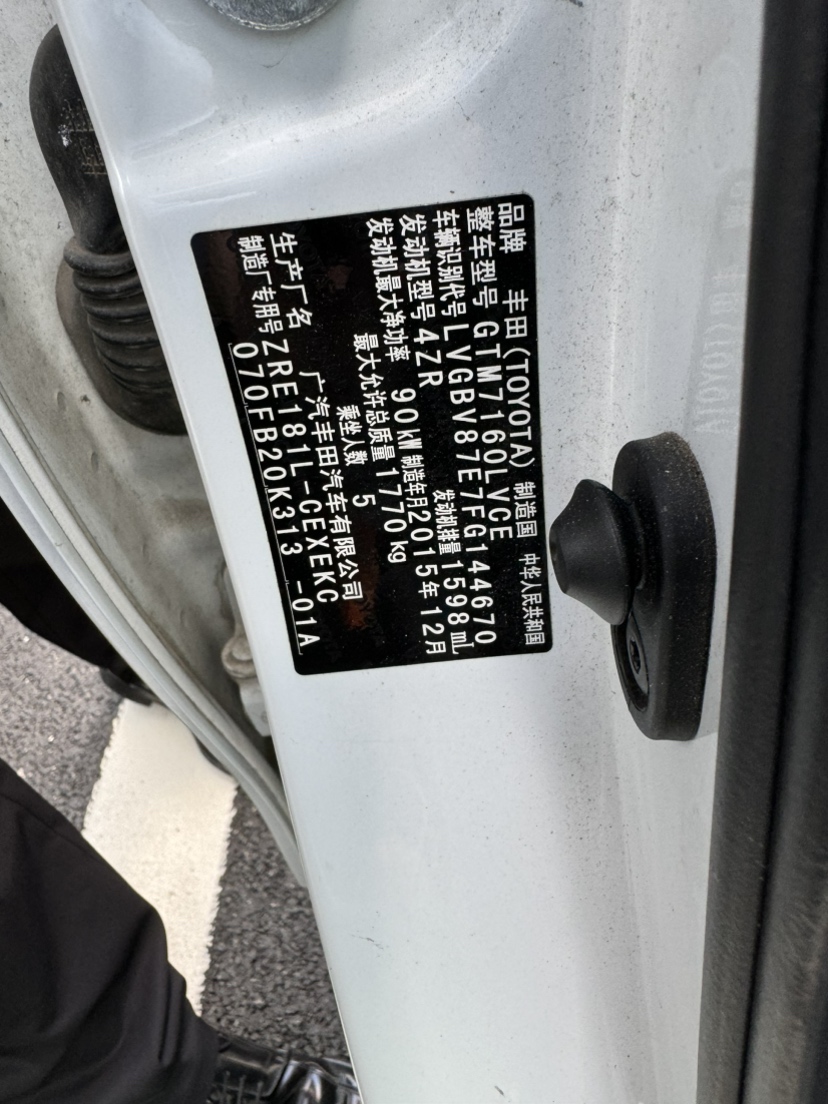 品牌 丰田(TOYOTA) 制造国 中华人民共和国
整车型号 GTM7160LVCE
车辆识别代号 LVGBV87E7FG144670
发动机型号 4ZR 发动机排量 1598mL
发动机最大净功率 90kW 制造年月 2015年12月
最大允许总质量 1770kg
乘坐人数 5
生产厂名 广汽丰田汽车有限公司
制造厂专用号 ZRE181L-CEXEKC
070FB20K313-01A